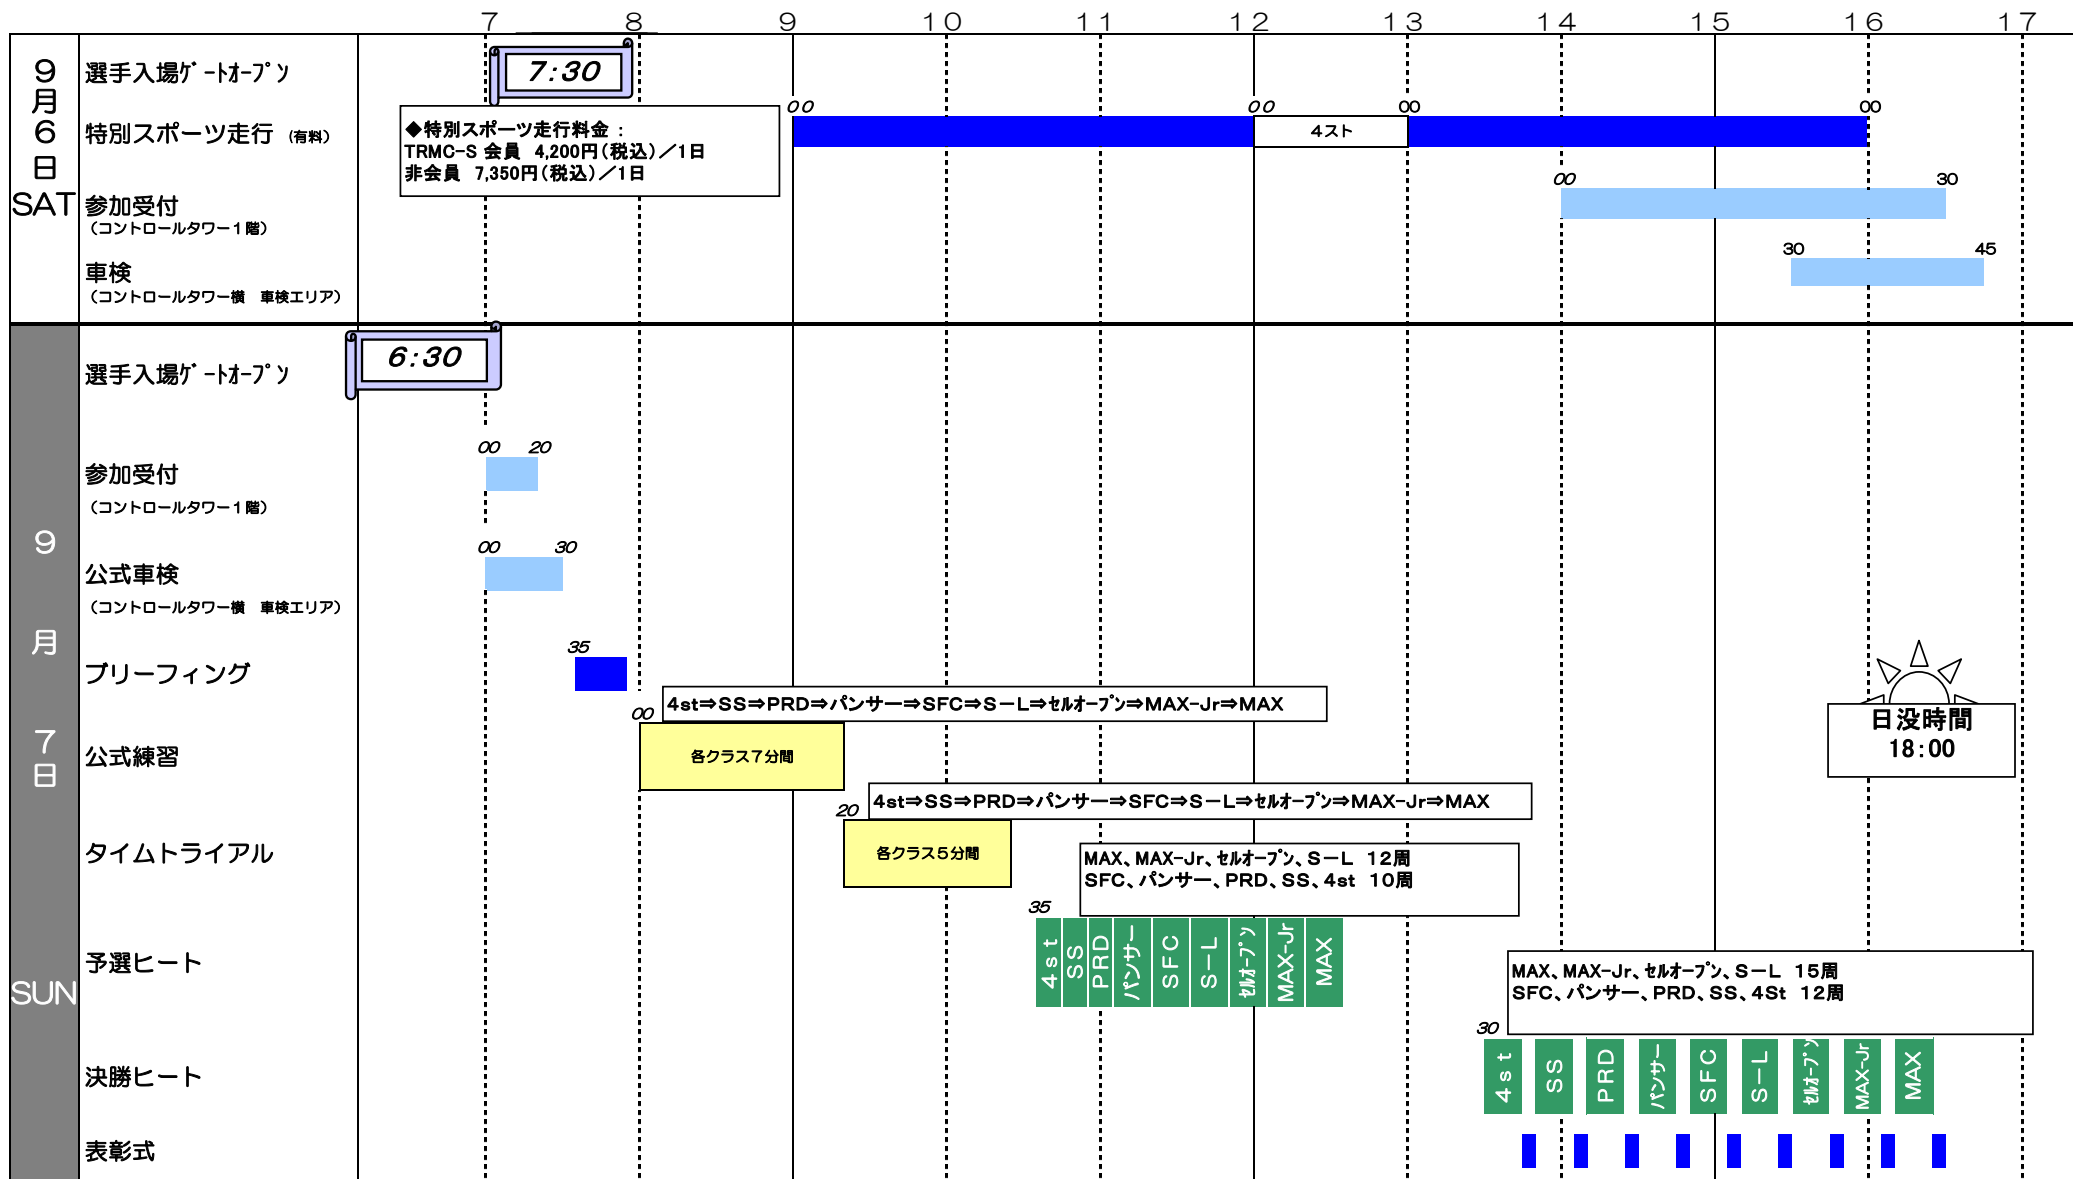 7 8 9 10 11 12 13 14 15 16 17
9月6日 SAT
選手入場ｹﾞｰﾄｵｰﾌﾟﾝ
7:30
特別スポーツ走行 (有料)
◆特別スポーツ走行料金：
TRMC-S 会員 4,200円(税込)／1日
非会員 7,350円(税込)／1日
00 00 00 00
4スト
参加受付
(コントロールタワー1階)
00 30
車検
(コントロールタワー横 車検エリア)
30 45
9月7日 SUN
選手入場ｹﾞｰﾄｵｰﾌﾟﾝ
6:30
参加受付
(コントロールタワー1階)
00 20
公式車検
(コントロールタワー横 車検エリア)
00 30
ブリーフィング
35
4st⇒SS⇒PRD⇒パンサー⇒SFC⇒S－L⇒ｾﾙｵｰﾌﾟﾝ⇒MAX-Jr⇒MAX
公式練習
00
各クラス7分間
4st⇒SS⇒PRD⇒パンサー⇒SFC⇒S－L⇒ｾﾙｵｰﾌﾟﾝ⇒MAX-Jr⇒MAX
タイムトライアル
20
各クラス5分間
MAX、MAX-Jr、ｾﾙｵｰﾌﾟﾝ、S－L 12周
SFC、パンサー、PRD、SS、4st 10周
予選ヒート
35
4st SS PRD パンサー SFC S－L ｾﾙｵｰﾌﾟﾝ MAX-Jr MAX
MAX、MAX-Jr、ｾﾙｵｰﾌﾟﾝ、S－L 15周
SFC、パンサー、PRD、SS、4St 12周
決勝ヒート
30
4st SS PRD パンサー SFC S－L ｾﾙｵｰﾌﾟﾝ MAX-Jr MAX
表彰式
日没時間
18:00